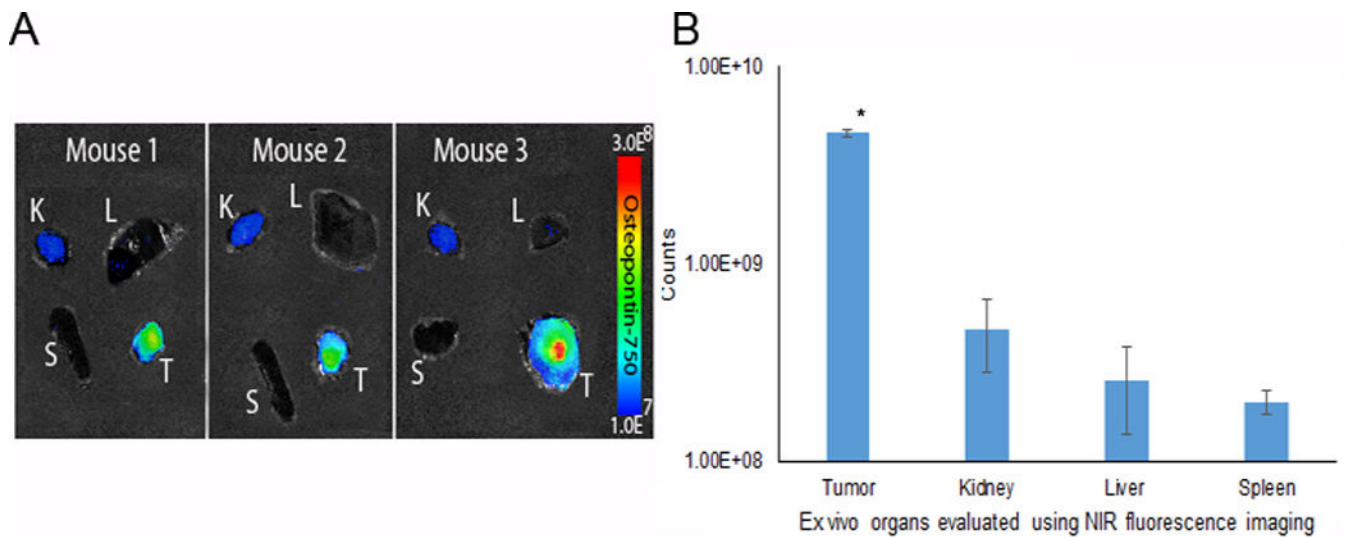 A
B
Mouse 1
Mouse 2
Mouse 3
K
L
S
T
K
L
S
T
K
L
S
T
3.0E8
Osteopontin-750
1.0E7
1.00E+10
1.00E+09
1.00E+08
Counts
*
Tumor
Kidney
Liver
Spleen
Ex vivo organs evaluated using NIR fluorescence imaging